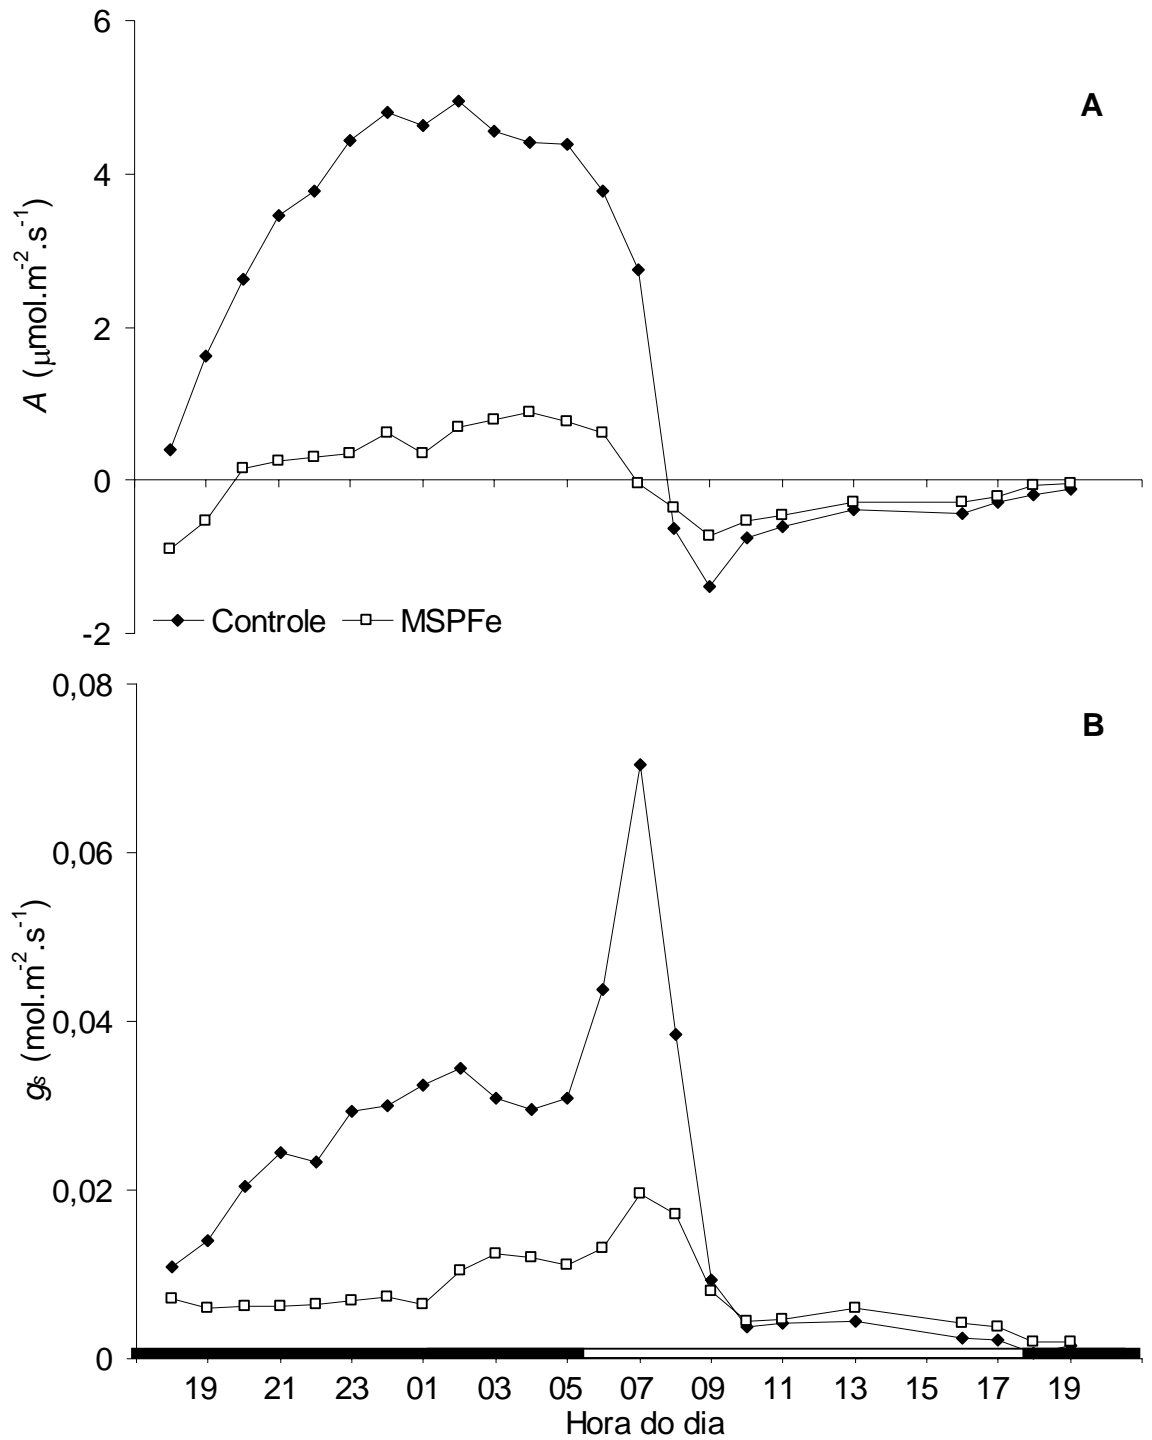 6
A
4
2
0
-2
A (μmol.m-2.s-1)
Controle MSPFe
0,08
B
0,06
0,04
0,02
0
gs (mol.m-2.s-1)
19 21 23 01 03 05 07 09 11 13 15 17 19
Hora do dia